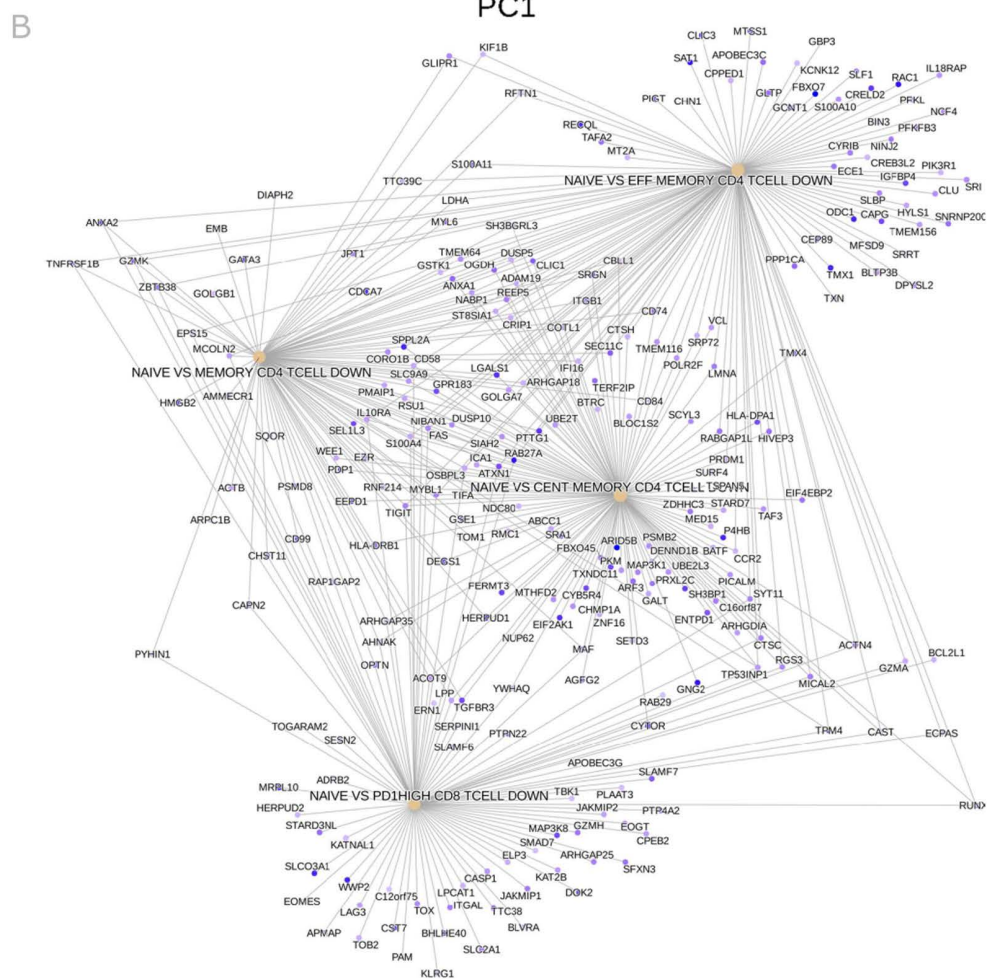 PC1
B
CLIC3 MTSS1
GBP3
KIF1B
GLIPR1
SAT1 APOBEC3C
CPPED1 KCNK12 SLF1 RAC1 IL18RAP
RFTN1
PIGT CHN1 GLTP FBXO7 CRELD2
GCNT1 S100A10 PFKL
NCF4
RECQL BIN3 PFKFB3
TAFA2
MT2A CYRIB NINJ2
S100A11 CREB3L2 PIK3R1
ECE1 IGFBP4
TTC39C NAIVE VS EFF MEMORY CD4 TCELL DOWN SRI
CLU
DIAPH2 LDHA SLBP
ODC1 CAPG HYLS1 SNRNP200
ANXA2 EMB MYL6 SH3BGRL3 TMEM156
CEP89 MFSD9
JPT1 TMEM64 DUSP5 SRRT
TNFRSF1B GZMK GATA3 GSTK1 OGDH CLIC1 CBLL1 PPP1CA
TMX1 BLTP3B
ADAM19 SRGN
ZBTB38 GOLGB1 CDCA7 ANXA1 REEP5 DPYSL2
NABP1 ITGB1 TXN
ST8SIA1 CD74
CRIP1 COTL1 VCL
EPS15 SPPL2A CTSH
MCOLN2 SEC11C TMEM116 SRP72 TMX4
CORO1B CD58
NAIVE VS MEMORY CD4 TCELL DOWN SLC9A9 LGALS1 IFI16 POLR2F
LMNA
GPR183 ARHGAP18 TERF2IP
AMMECR1 PMAIP1 GOLGA7
HMGB2 RSU1 BTRC CD84
IL10RA NIBAN1 DUSP10 UBE2T BLOC1S2 SCYL3 HLA-DPA1
SEL1L3 FAS PTTG1 RABGAP1L HIVEP3
SQOR S100A4 SIAH2
WEE1 EZR ICA1 RAB27A PRDM1
PDP1 OSBPL3 ATXN1 SURF4
ACTB PSMD8 RNF214 MYBL1 TIFA NAIVE VS CENT MEMORY CD4 TCELL DOWN
EEPD1 EIF4EBP2
TIGIT NDC80 ZDHHC3 STARD7
ARPC1B GSE1 ABCC1 MED15 TAF3
CD99 TOM1 RMC1 SRA1 ARID5B PSMB2 P4HB
HLA-DRB1 FBXO45 DENND1B BATF
CHST11 DEGS1 PKM MAP3K1 UBE2L3 CCR2
RAP1GAP2 TXNDC11 PRXL2C PICALM
FERMT3 MTHFD2 CYB5R4 ARF3 SH3BP1 SYT11
CAPN2 CHMP1A GALT C16orf87
ARHGAP35 HERPUD1 EIF2AK1 ZNF16 ENTPD1
NUP62 ARHGDIA
AHNAK SETD3 CTSC ACTN4
PYHIN1 MAF BCL2L1
OPTN RGS3 GZMA
ACOT9 AGFG2 TP53INP1
MICAL2
LPP YWHAQ GNG2
ERN1 TGFBR3 RAB29
TOGARAM2 SERPINI1 CYTOR
SESN2 PTPN22 TRM4 CAST ECPAS
SLAMF6
APOBEC3G
ADRB2 SLAMF7
MRPL10
NAIVE VS PD1HIGH CD8 TCELL DOWN TBK1 PLAAT3
HERPUD2 JAKMIP2 PTP4A2 RUNX
STARD3NL MAP3K8 GZMH EOGT
KATNAL1 SMAD7 CPEB2
ELP3 ARHGAP25
SLCO3A1 SFXN3
WWP2 CASP1 KAT2B
EOMES C12orf75 LPCAT1 JAKMIP1 DGK2
LAG3 TOX ITGAL TTC38
APMAP CST7 BHLHE40 BLVRA
TOB2
PAM SLC2A1
KLRG1